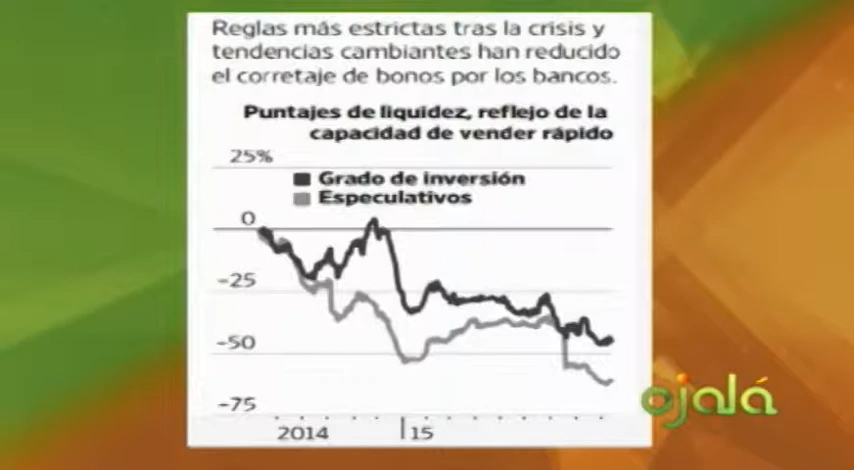 Reglas más estrictas tras la crisis y
tendencias cambiantes han reducido
el corretaje de bonos por los bancos.
Puntajes de liquidez, reflejo de la
capacidad de vender rápido
25%
Grado de inversión
Especulativos
0
-25
-50
-75
2014 15
ojalá